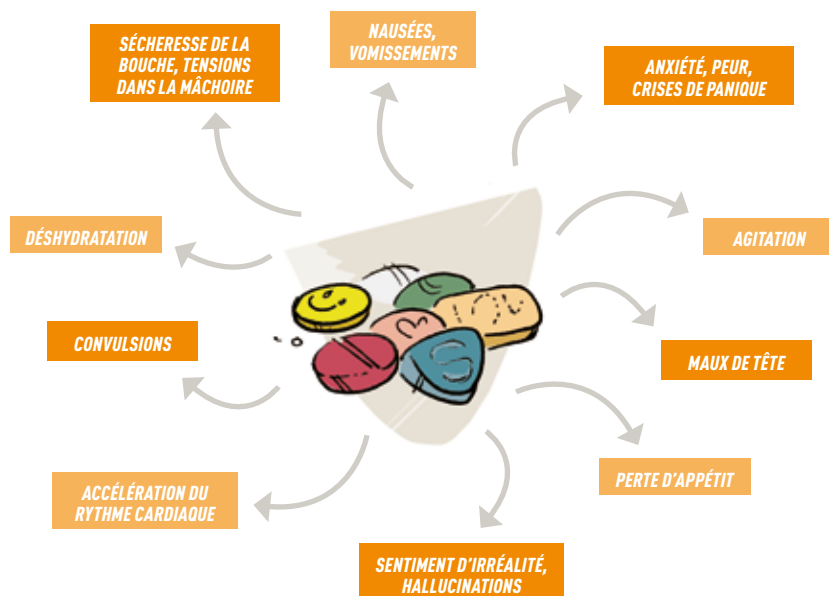 NAUSÉES,
VOMISSEMENTS
SÉCHERESSE DE LA
BOUCHE, TENSIONS
DANS LA MÂCHOIRE
ANXIÉTÉ, PEUR,
CRISES DE PANIQUE
DÉSHYDRATATION
AGITATION
CONVULSIONS
MAUX DE TÊTE
PERTE D'APPÉTIT
ACCÉLÉRATION DU
RYTHME CARDIAQUE
SENTIMENT D'IRRÉALITÉ,
HALLUCINATIONS